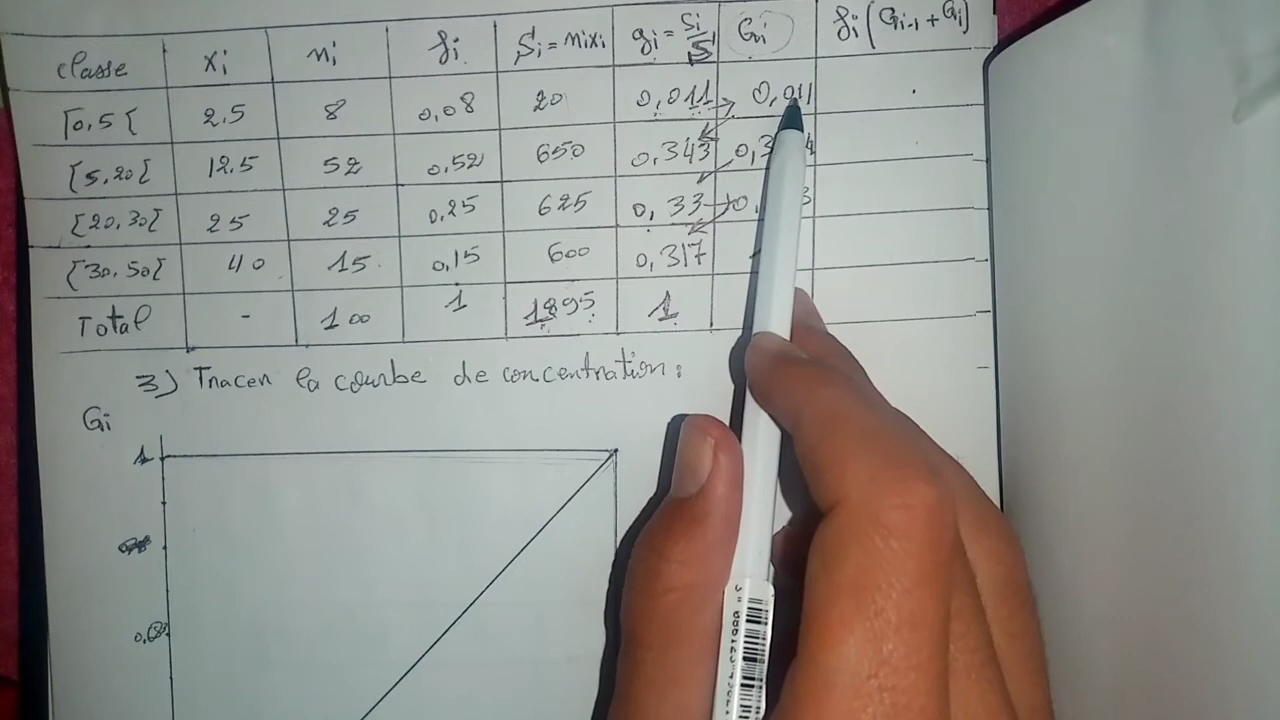 classe xi ni fi Si = nixi gi = Si/S Gi fi (Gi-1 + Gi)
[0,5[ 2.5 8 0,08 20 0,011 0,011
[5,20[ 12.5 52 0,52 650 0,343
[20,30[ 25 25 0,25 625 0,33
[30,50[ 40 15 0,15 600 0,317
Total - 100 1 1895 1
3) Tracer la courbe de concentration:
Gi
1